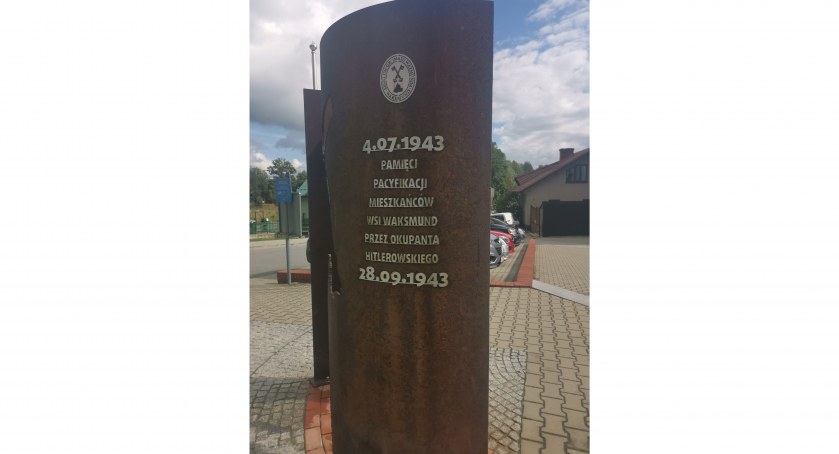 4.07.1943
PAMIĘCI
PACYFIKACJI
MIESZKAŃCÓW
WSI WAKSMUND
PRZEZ OKUPANTA
HITLEROWSKIEGO
28.09.1943